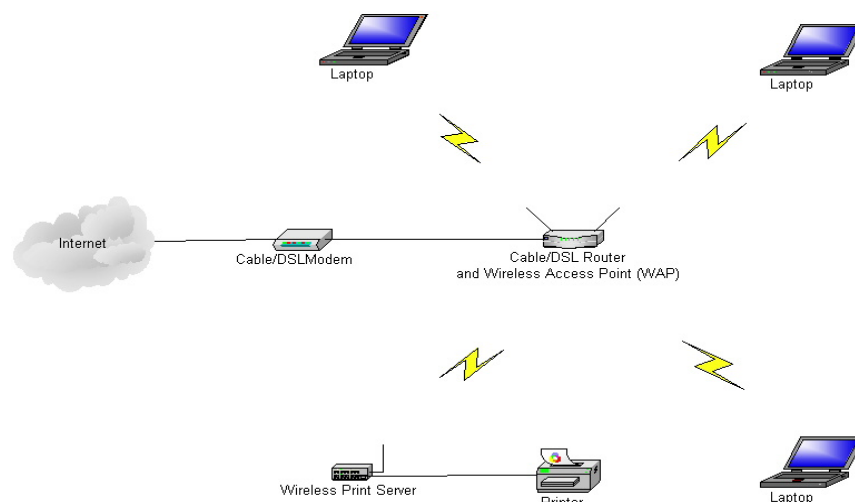 Laptop
Laptop
Internet
Cable/DSLModem
Cable/DSL Router
and Wireless Access Point (WAP)
Wireless Print Server
Printer
Laptop